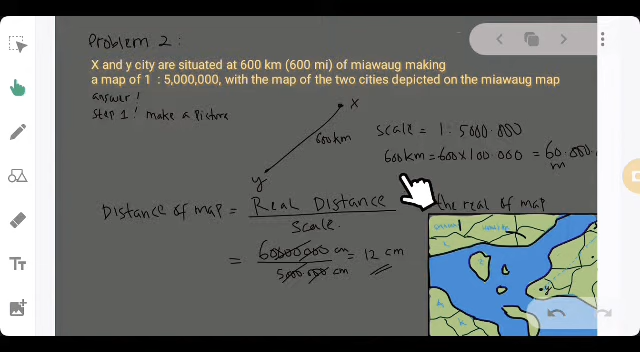 Problem 2 :
X and y city are situated at 600 km (600 mi) of miawaug making
a map of 1 : 5,000,000, with the map of the two cities depicted on the miawaug map
answer !
Step 1 ! make a Picture
X
600km
y
scale = 1 : 5000.000
600km = 600 x 100.000 = 60.000.
m
Distance of map = Real Distance
scale.
the real of map
= 60000000 cm
5000.000 cm
= 12 cm
y
Tт